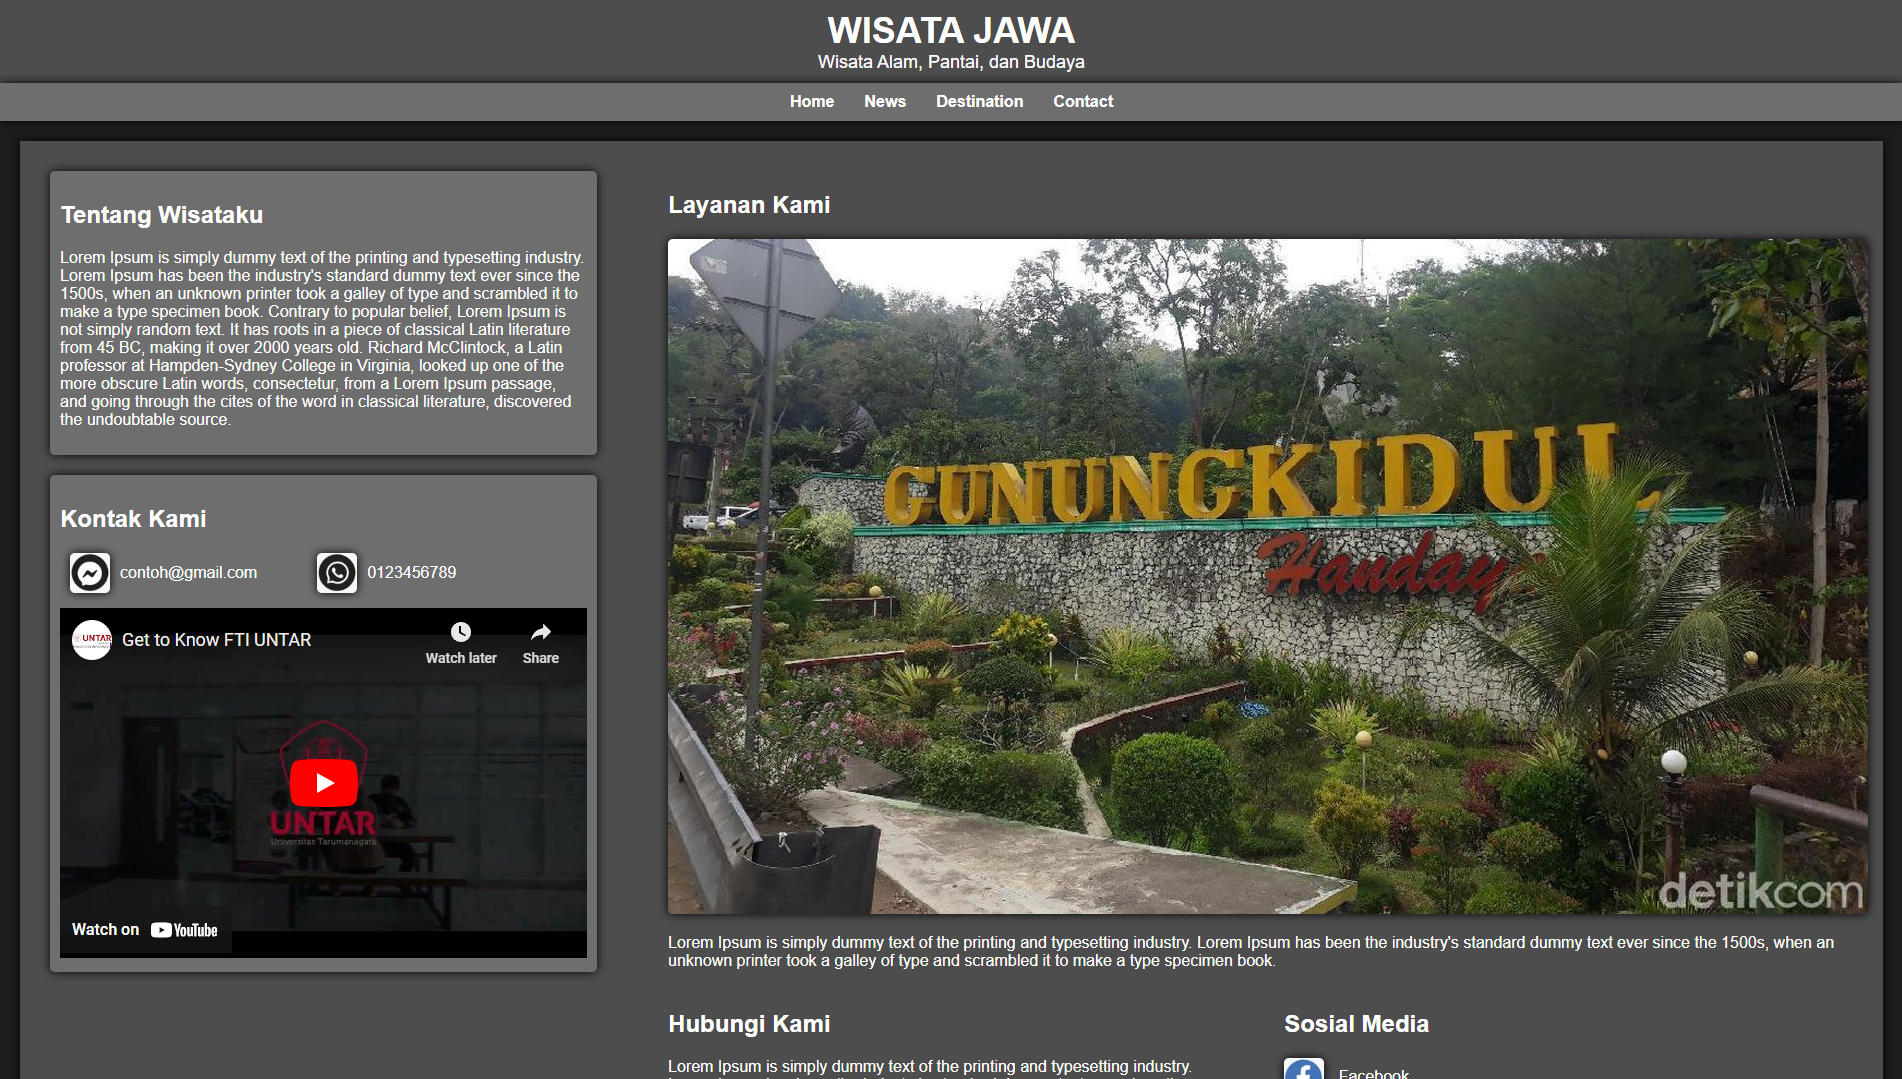 WISATA JAWA
Wisata Alam, Pantai, dan Budaya
Home News Destination Contact
Tentang Wisataku
Lorem Ipsum is simply dummy text of the printing and typesetting industry.
Lorem Ipsum has been the industry's standard dummy text ever since the
1500s, when an unknown printer took a galley of type and scrambled it to
make a type specimen book. Contrary to popular belief, Lorem Ipsum is
not simply random text. It has roots in a piece of classical Latin literature
from 45 BC, making it over 2000 years old. Richard McClintock, a Latin
professor at Hampden-Sydney College in Virginia, looked up one of the
more obscure Latin words, consectetur, from a Lorem Ipsum passage,
and going through the cites of the word in classical literature, discovered
the undoubtable source.
Kontak Kami
contoh@gmail.com 0123456789
UNTAR
Get to Know FTI UNTAR
Watch later Share
UNTAR
Universitas Tarumanagara
Watch on YouTube
Layanan Kami
GUNUNGKIDUL
detikcom
Lorem Ipsum is simply dummy text of the printing and typesetting industry. Lorem Ipsum has been the industry's standard dummy text ever since the 1500s, when an
unknown printer took a galley of type and scrambled it to make a type specimen book.
Hubungi Kami
Lorem Ipsum is simply dummy text of the printing and typesetting industry.
Sosial Media
Facebook